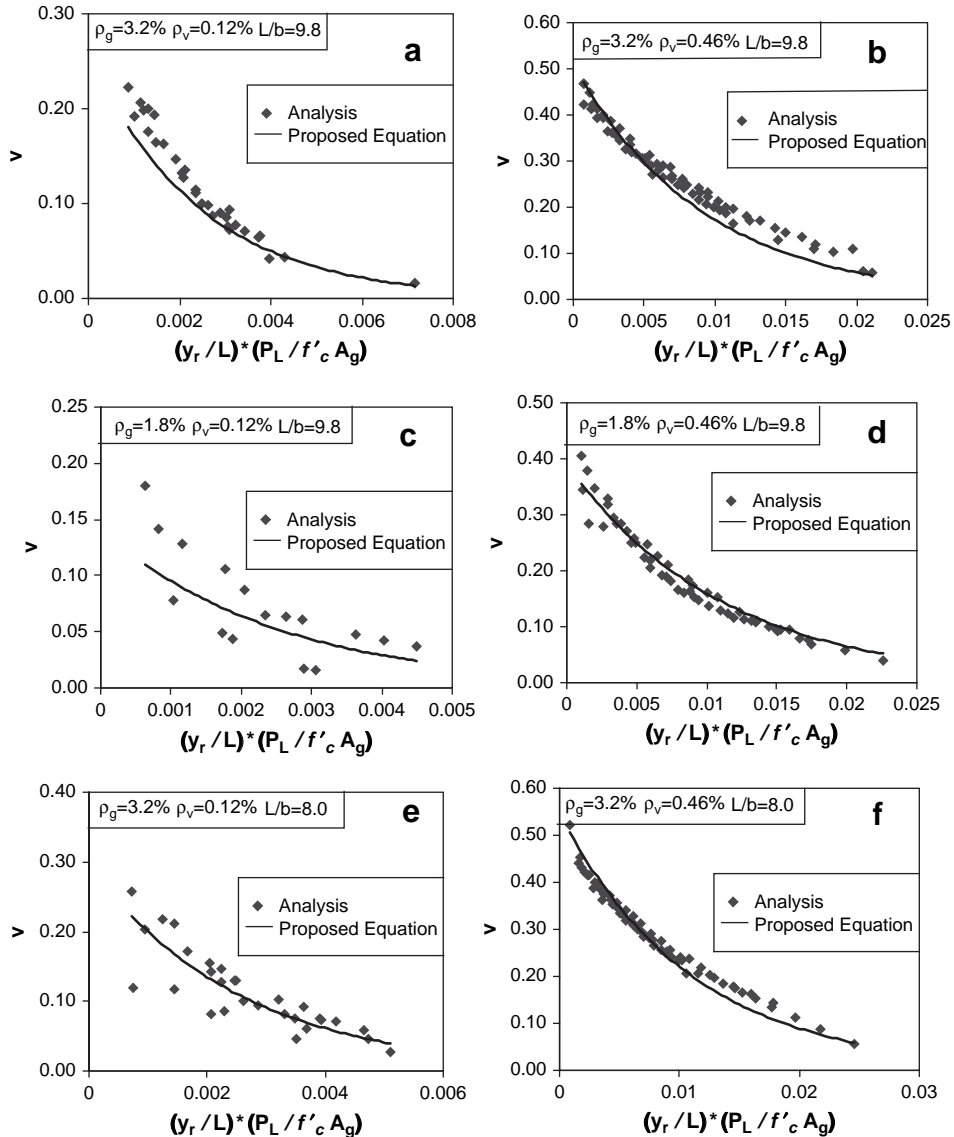 ρg=3.2% ρv=0.12% L/b=9.8
a
Analysis
Proposed Equation
v
0.30
0.20
0.10
0.00
0 0.002 0.004 0.006 0.008
(yr /L)*(PL /f'c Ag)
ρg=3.2% ρv=0.46% L/b=9.8
b
Analysis
Proposed Equation
v
0.60
0.50
0.40
0.30
0.20
0.10
0.00
0 0.005 0.01 0.015 0.02 0.025
(yr /L)*(PL /f'c Ag)
ρg=1.8% ρv=0.12% L/b=9.8
c
Analysis
Proposed Equation
v
0.25
0.20
0.15
0.10
0.05
0.00
0 0.001 0.002 0.003 0.004 0.005
(yr /L)*(PL /f'c Ag)
ρg=1.8% ρv=0.46% L/b=9.8
d
Analysis
Proposed Equation
v
0.50
0.40
0.30
0.20
0.10
0.00
0 0.005 0.01 0.015 0.02 0.025
(yr /L)*(PL /f'c Ag)
ρg=3.2% ρv=0.12% L/b=8.0
e
Analysis
Proposed Equation
v
0.40
0.30
0.20
0.10
0.00
0 0.002 0.004 0.006
(yr /L)*(PL /f'c Ag)
ρg=3.2% ρv=0.46% L/b=8.0
f
Analysis
Proposed Equation
v
0.60
0.50
0.40
0.30
0.20
0.10
0.00
0 0.01 0.02 0.03
(yr /L)*(PL /f'c Ag)